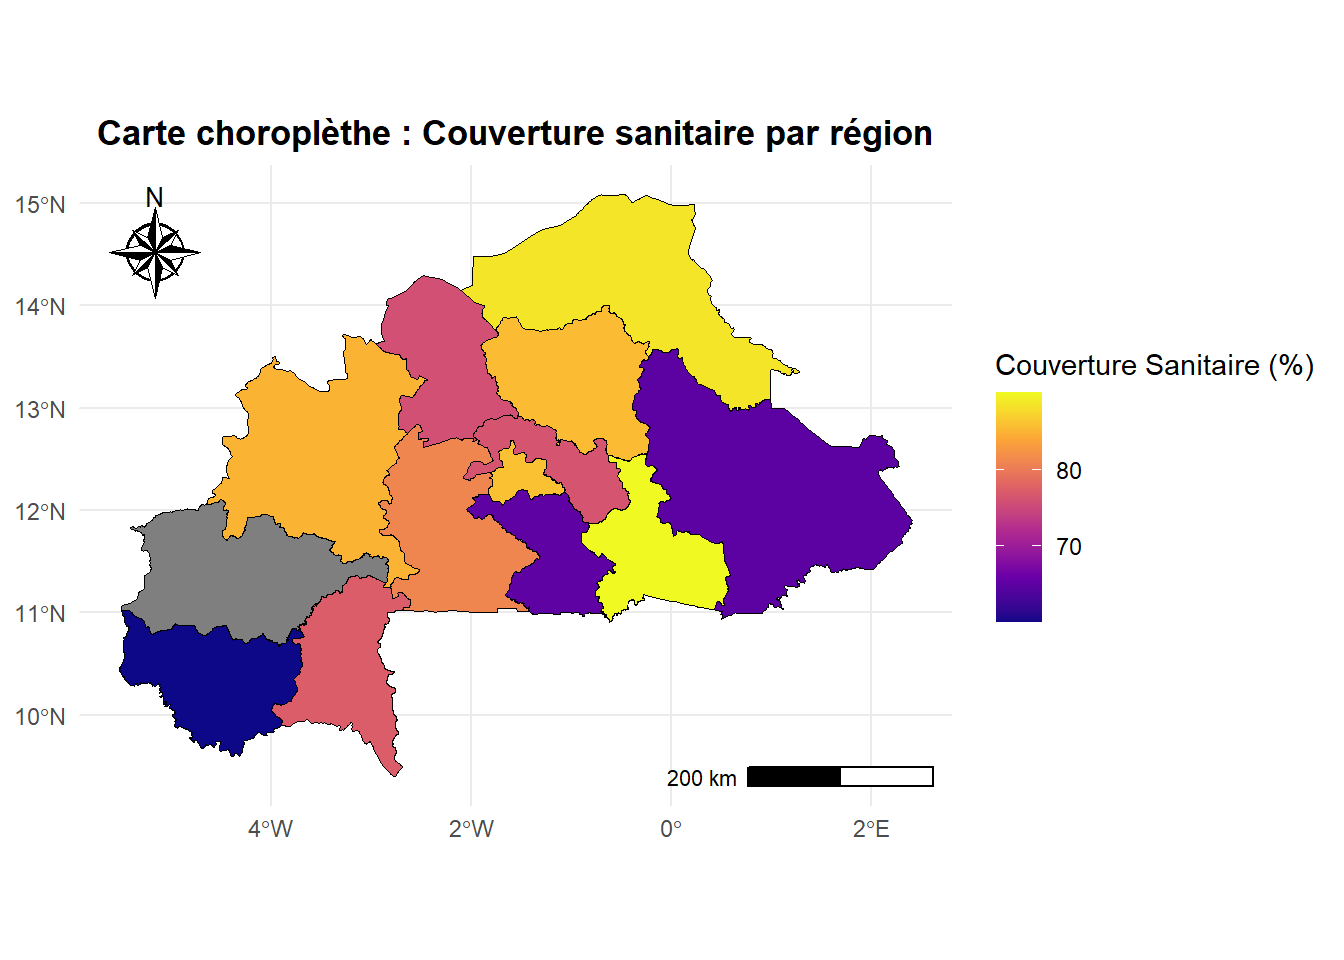 Carte choroplèthe : Couverture sanitaire par région
N
15°N
14°N
13°N
12°N
11°N
10°N
4°W
2°W
0°
2°E
200 km
Couverture Sanitaire (%)
80
70